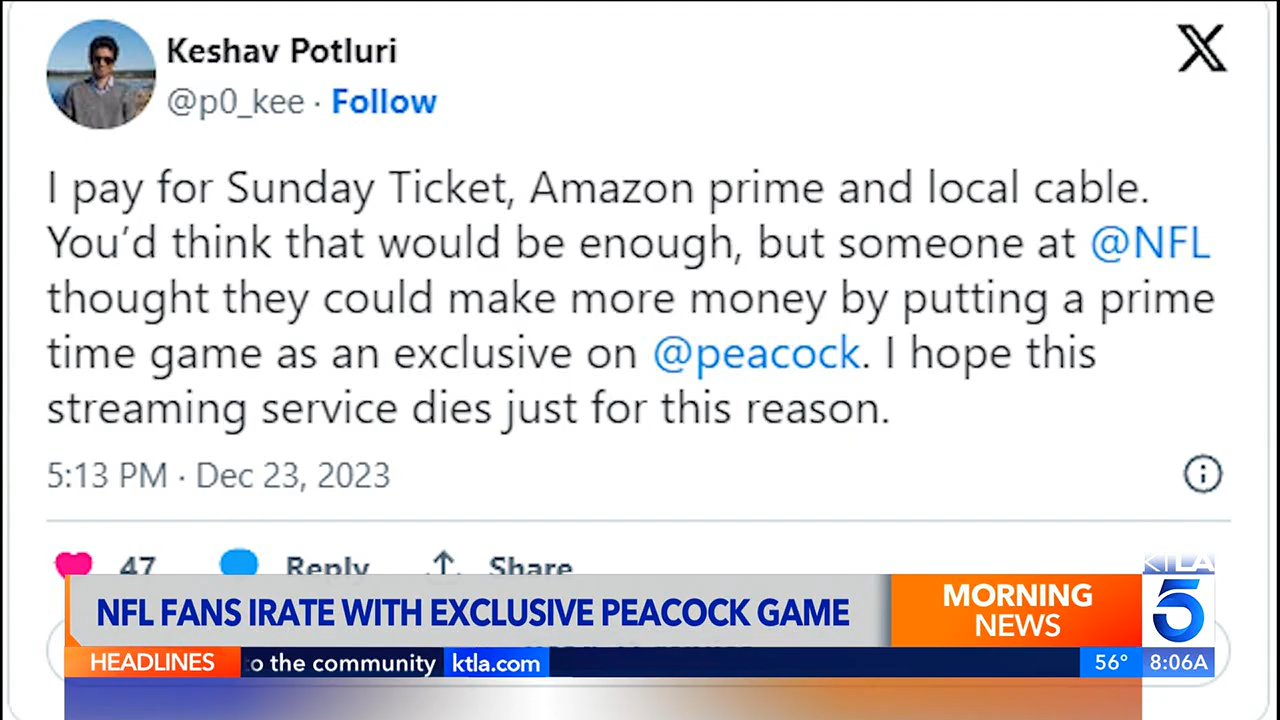 Keshav Potluri
@p0_kee · Follow
I pay for Sunday Ticket, Amazon prime and local cable.
You'd think that would be enough, but someone at @NFL
thought they could make more money by putting a prime
time game as an exclusive on @peacock. I hope this
streaming service dies just for this reason.
5:13 PM · Dec 23, 2023
47 Reply Share
NFL FANS IRATE WITH EXCLUSIVE PEACOCK GAME
MORNING
NEWS
KTLA
5
HEADLINES o the community ktla.com 56° 8:06A